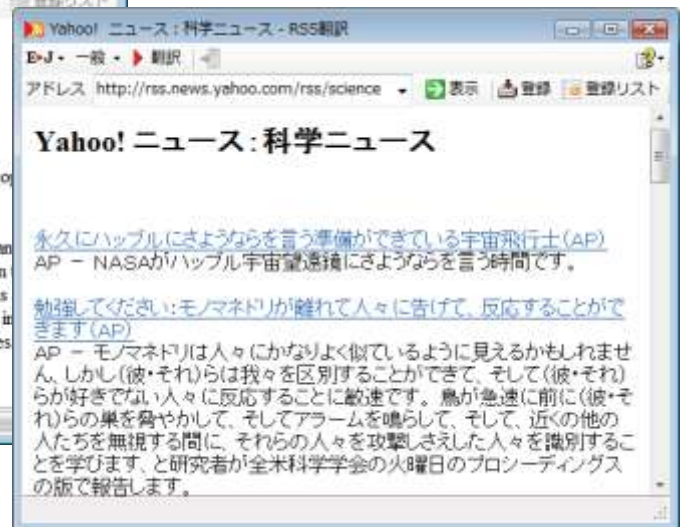 登録リスト
Yahoo! ニュース : 科学ニュース - RSS翻訳
E>J 一般 翻訳
アドレス http://rss.news.yahoo.com/rss/science 表示 登録 登録リスト
Yahoo! ニュース : 科学ニュース
永久にハッブルにさようならを言う準備ができている宇宙飛行士(AP)
AP - NASAがハッブル宇宙望遠鏡にさようならを言う時間です。
勉強してください:モノマネドリが離れて人々に告げて、反応することがで
きます(AP)
AP - モノマネドリは人々にかなりよく似ているように見えるかもしれませ
ん、しかし(彼・それ)らは我々を区別することができて、そして(彼・それ)
らが好きでない人々に反応することに敏速です。鳥が急速に前に(彼・そ
れ)らの巣を脅やかして、そしてアラームを鳴らして、そして、近くの他の
人たちを無視する間に、それらの人々を攻撃しさえした人々を識別するこ
とを学びます、と研究者が全米科学学会の火曜日のプロシーディングス
の版で報告します。